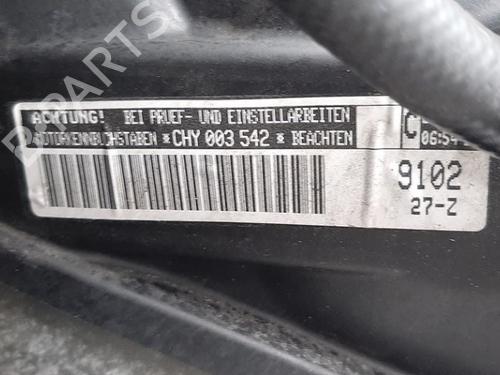 ACHTUNG! BEI PRUEF- UND EINSTELLARBEITEN
MOTORKENNBUCHSTABEN *CHY 003 542* BEACHTEN
C
06:54
9102
27-Z
B-PARTS